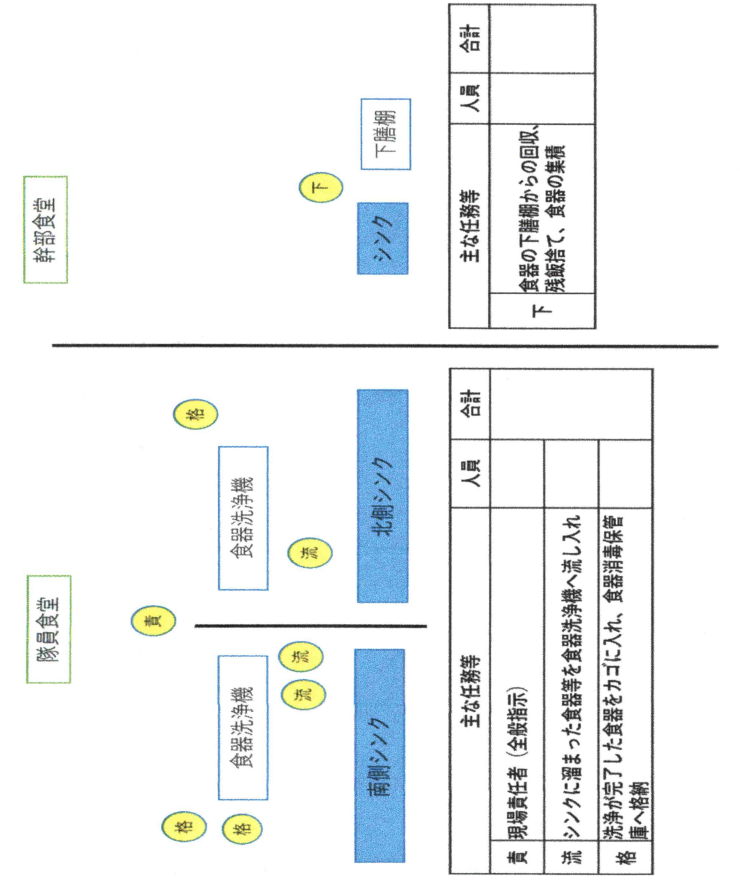 隊員食堂
責
格
格
食器洗浄機
流
流
南側シンク
格
食器洗浄機
流
北側シンク
主な任務等 人員 合計
責 現場責任者（全般指示）
流 シンクに溜まった食器等を食器洗浄機へ流し入れ
格 洗浄が完了した食器をカゴに入れ、食器消毒保管
庫へ格納
幹部食堂
下
シンク
下膳棚
主な任務等 人員 合計
下 食器の下膳棚からの回収、
残飯捨て、食器の集積